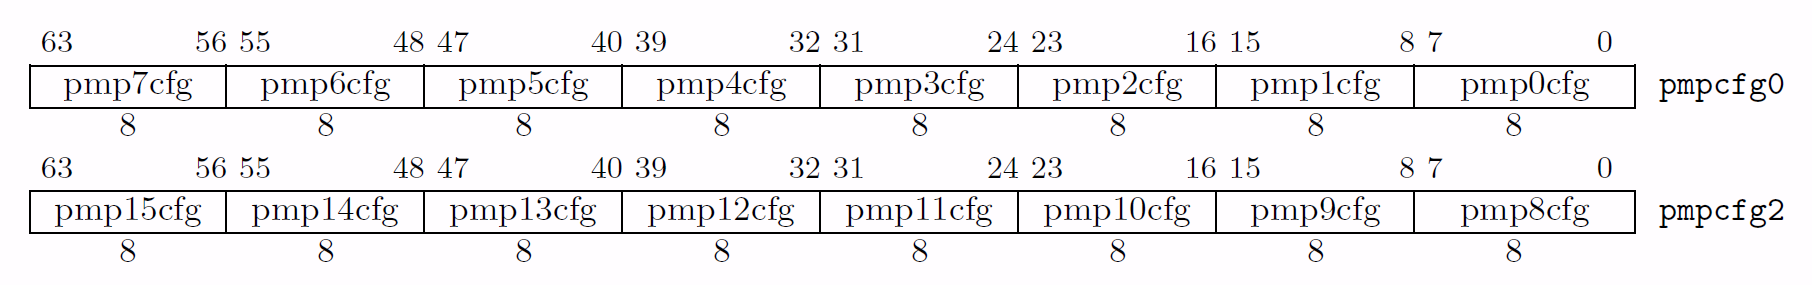 63 56 55 48 47 40 39 32 31 24 23 16 15 8 7 0
pmp7cfg pmp6cfg pmp5cfg pmp4cfg pmp3cfg pmp2cfg pmp1cfg pmp0cfg pmpcfg0
8 8 8 8 8 8 8 8
63 56 55 48 47 40 39 32 31 24 23 16 15 8 7 0
pmp15cfg pmp14cfg pmp13cfg pmp12cfg pmp11cfg pmp10cfg pmp9cfg pmp8cfg pmpcfg2
8 8 8 8 8 8 8 8